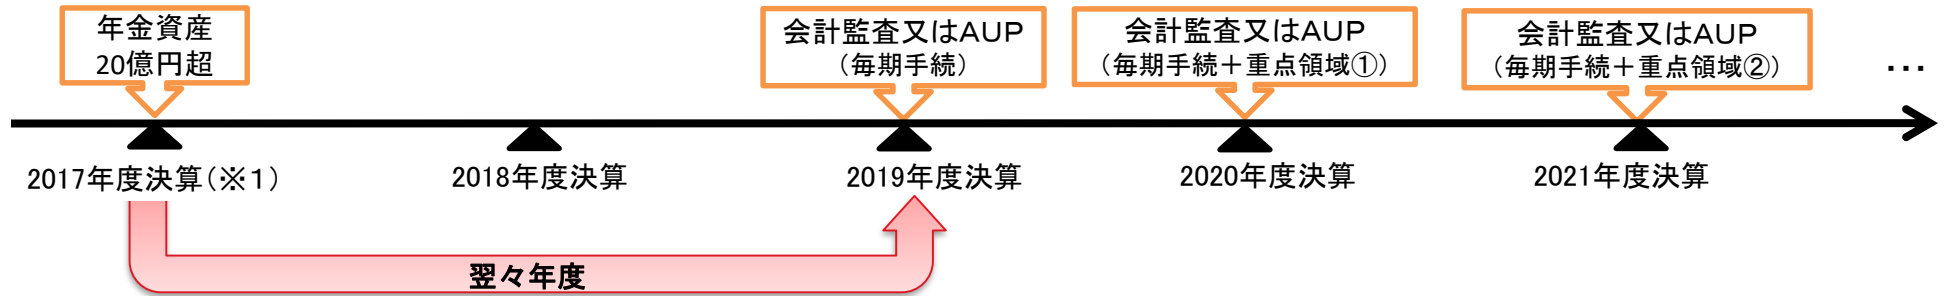 年金資産
20億円超
会計監査又はAUP
（毎期手続）
会計監査又はAUP
（毎期手続＋重点領域①）
会計監査又はAUP
（毎期手続＋重点領域②）
…
2017年度決算（※１）
2018年度決算
2019年度決算
2020年度決算
2021年度決算
翌々年度